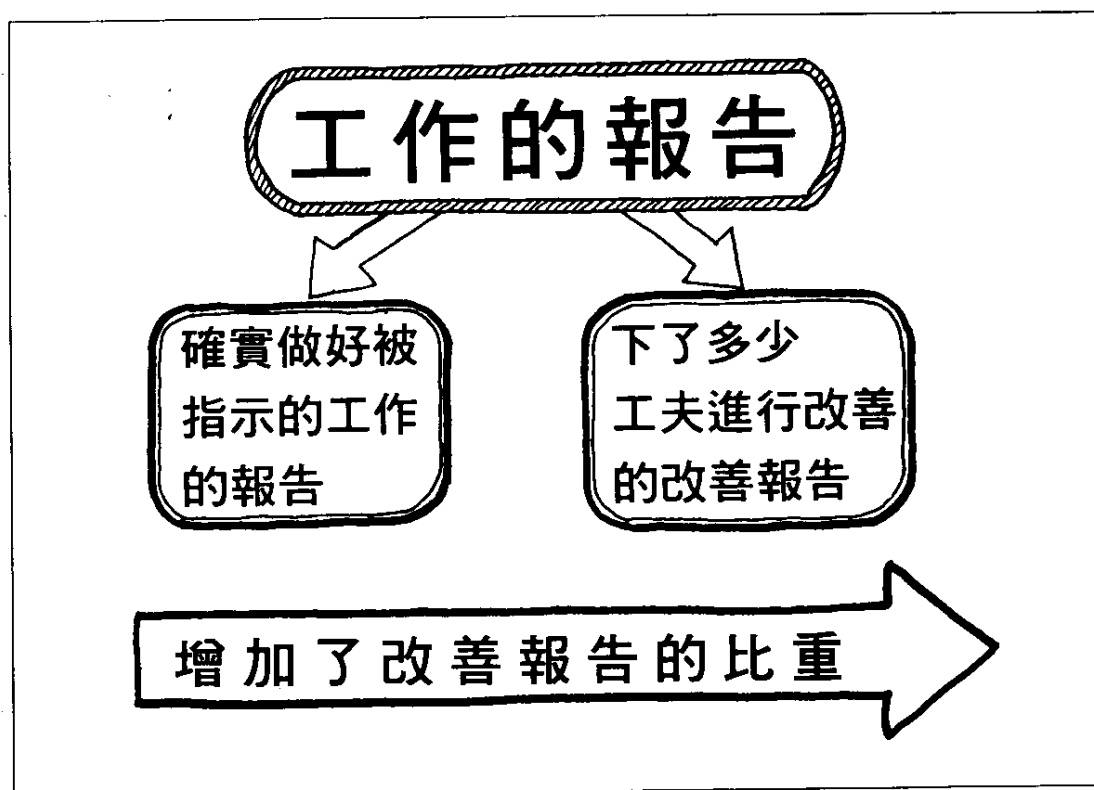 工作的報告
確實做好被
指示的工作
的報告
下了多少
工夫進行改善
的改善報告
增加了改善報告的比重